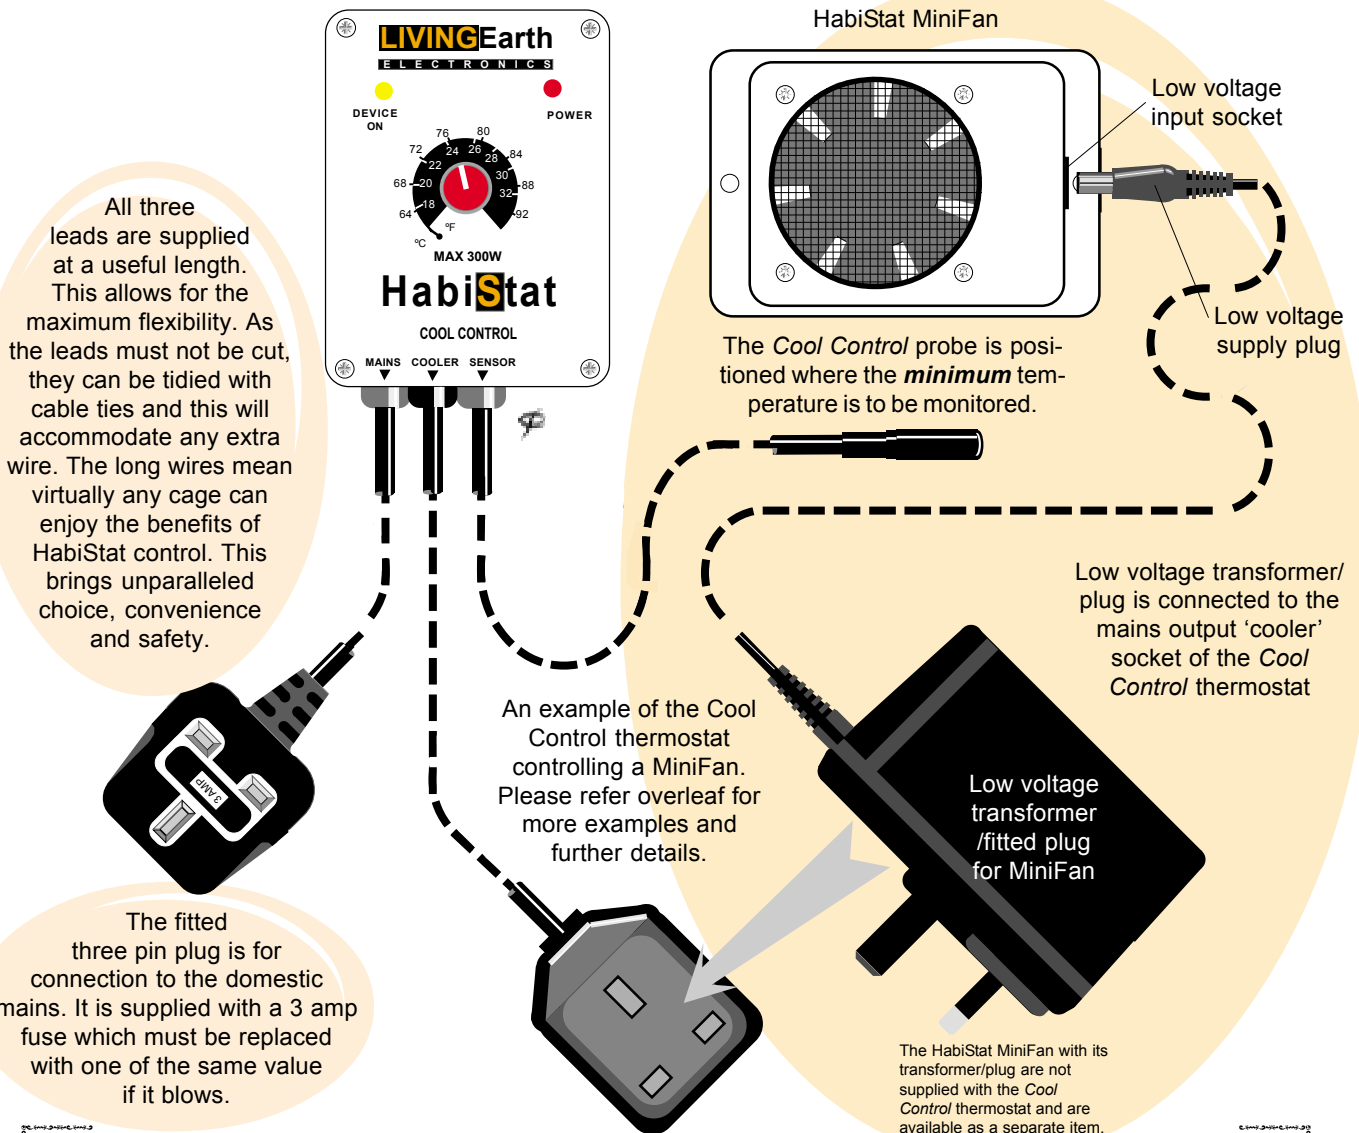 HabiStat MiniFan
LIVINGEarth
ELECTRONICS
DEVICE
ON
POWER
64 68 72 76 80 84 88 92
18 20 22 24 26 28 30 32
°C °F
MAX 300W
HabiStat
COOL CONTROL
MAINS COOLER SENSOR
Low voltage
input socket
Low voltage
supply plug
The Cool Control probe is posi-
tioned where the minimum tem-
perature is to be monitored.
All three
leads are supplied
at a useful length.
This allows for the
maximum flexibility. As
the leads must not be cut,
they can be tidied with
cable ties and this will
accommodate any extra
wire. The long wires mean
virtually any cage can
enjoy the benefits of
HabiStat control. This
brings unparalleled
choice, convenience
and safety.
Low voltage transformer/
plug is connected to the
mains output ‘cooler’
socket of the Cool
Control thermostat
An example of the Cool
Control thermostat
controlling a MiniFan.
Please refer overleaf for
more examples and
further details.
3 AMP
Low voltage
transformer
/fitted plug
for MiniFan
The fitted
three pin plug is for
connection to the domestic
mains. It is supplied with a 3 amp
fuse which must be replaced
with one of the same value
if it blows.
The HabiStat MiniFan with its
transformer/plug are not
supplied with the Cool
Control thermostat and are
available as a separate item.